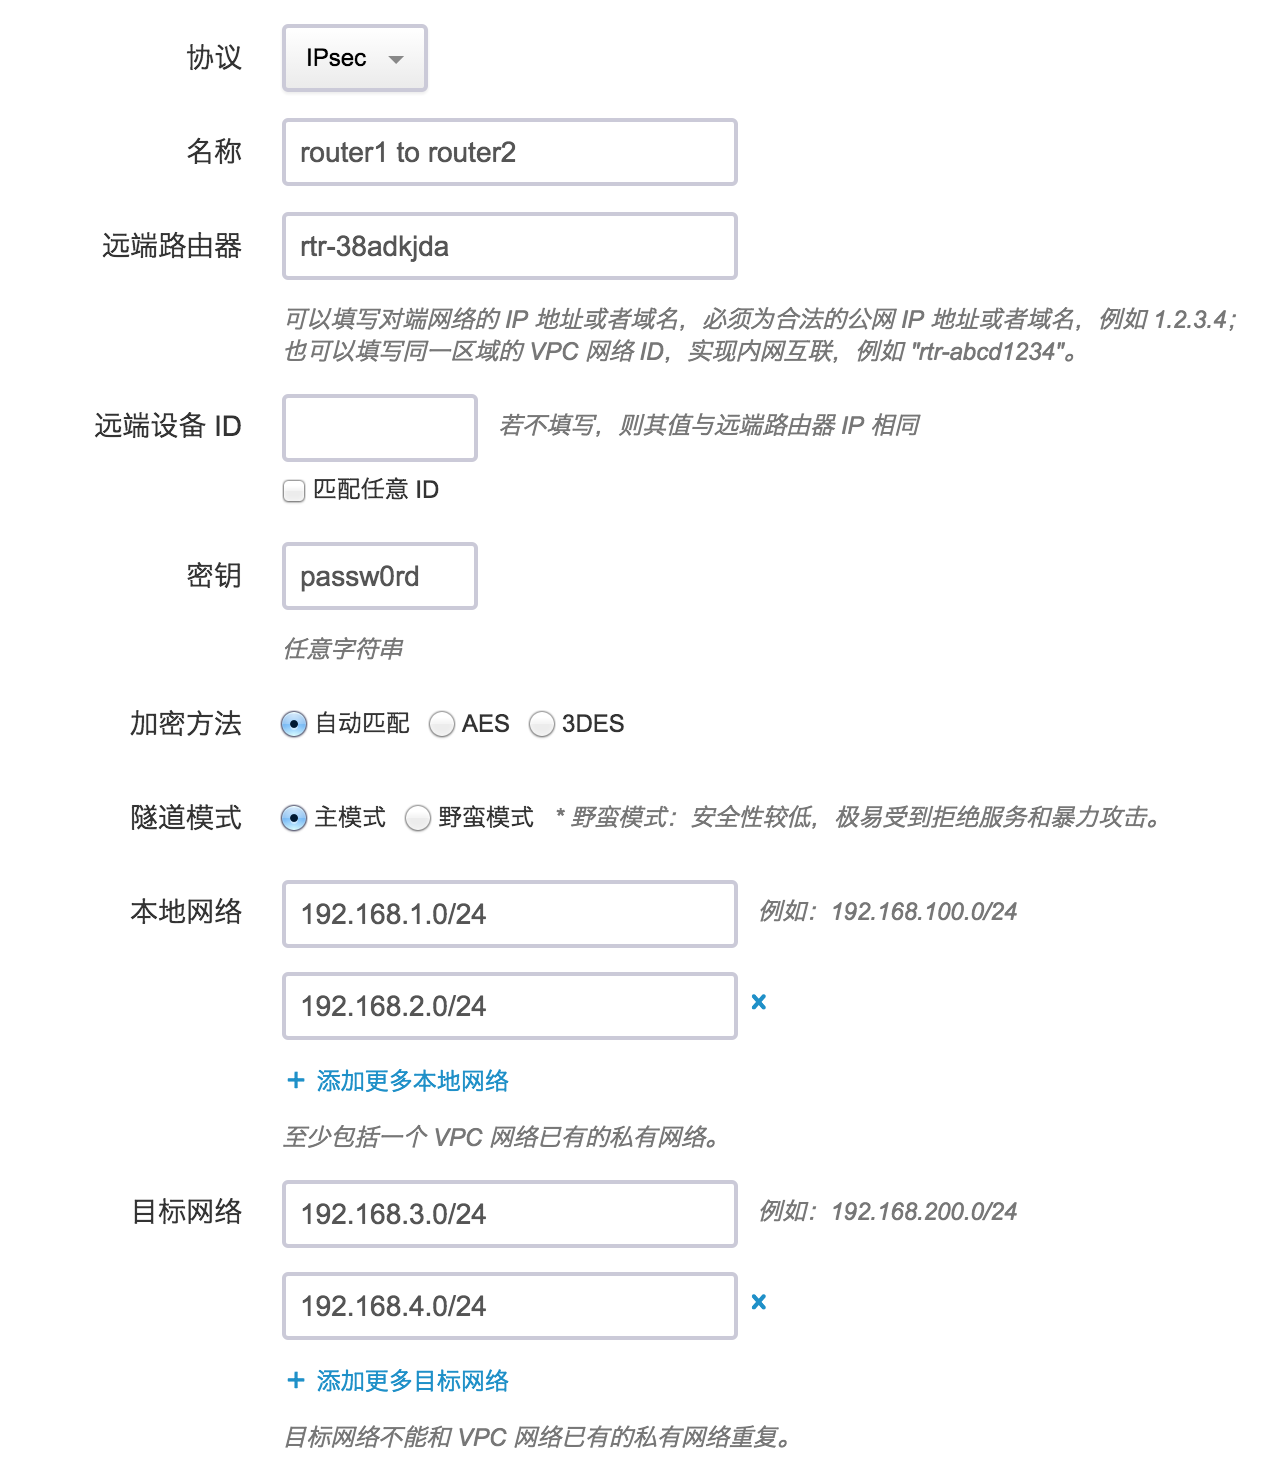 协议 IPsec
名称 router1 to router2
远端路由器 rtr-38adkjda
可以填写对端网络的 IP 地址或者域名，必须为合法的公网 IP 地址或者域名，例如 1.2.3.4；
也可以填写同一区域的 VPC 网络 ID，实现内网互联，例如 "rtr-abcd1234"。
远端设备 ID 若不填写，则其值与远端路由器 IP 相同
匹配任意 ID
密钥 passw0rd
任意字符串
加密方法 自动匹配 AES 3DES
隧道模式 主模式 野蛮模式 * 野蛮模式：安全性较低，极易受到拒绝服务和暴力攻击。
本地网络 192.168.1.0/24 例如：192.168.100.0/24
192.168.2.0/24
+ 添加更多本地网络
至少包括一个 VPC 网络已有的私有网络。
目标网络 192.168.3.0/24 例如：192.168.200.0/24
192.168.4.0/24
+ 添加更多目标网络
目标网络不能和 VPC 网络已有的私有网络重复。